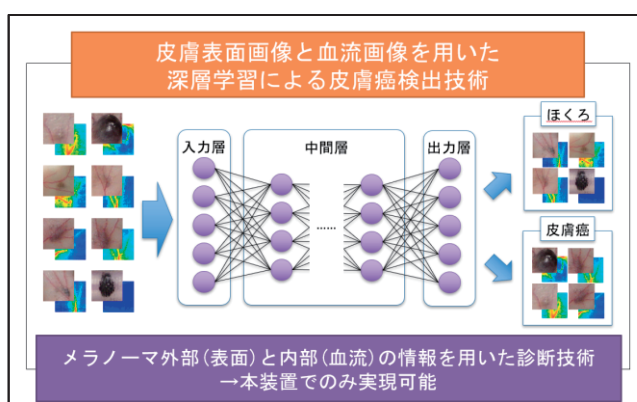 皮膚表面画像と血流画像を用いた
深層学習による皮膚癌検出技術
入力層
中間層
出力層
ほくろ
……
皮膚癌
メラノーマ外部(表面)と内部(血流)の情報を用いた診断技術
→本装置でのみ実現可能